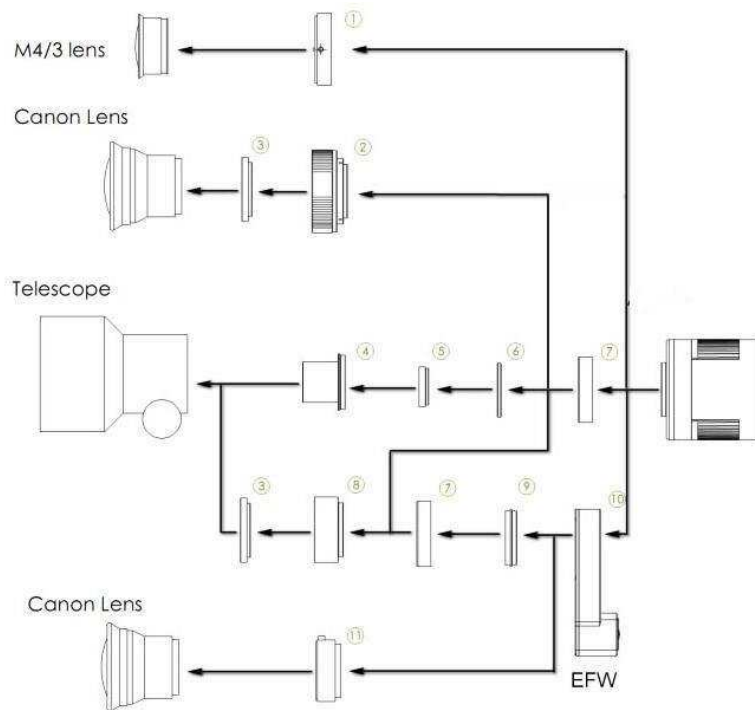 M4/3 lens
①
Canon Lens
③ ②
Telescope
④ ⑤ ⑥ ⑦
③ ⑧ ⑦ ⑨ ⑩
Canon Lens
⑪
EFW